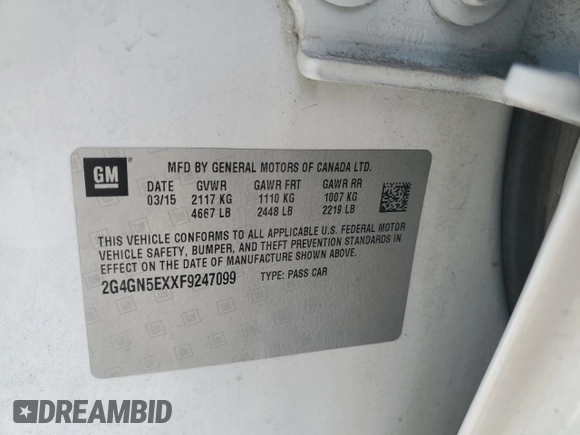 GM
MFD BY GENERAL MOTORS OF CANADA LTD.
DATE GVWR GAWR FRT GAWR RR
03/15 2117 KG 1110 KG 1007 KG
4667 LB 2448 LB 2219 LB
THIS VEHICLE CONFORMS TO ALL APPLICABLE U.S. FEDERAL MOTOR
VEHICLE SAFETY, BUMPER, AND THEFT PREVENTION STANDARDS IN
EFFECT ON THE DATE OF MANUFACTURE SHOWN ABOVE.
2G4GN5EXXF9247099 TYPE: PASS CAR
DREAMBID